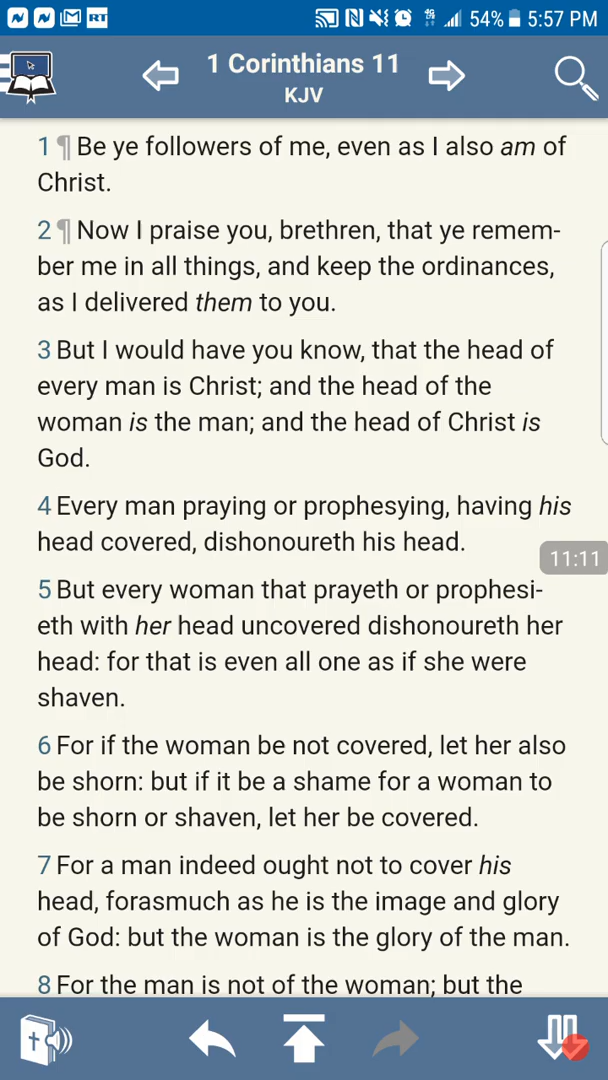 N N M RT N 4G 54% 5:57 PM
1 Corinthians 11
KJV
1 ¶ Be ye followers of me, even as I also am of
Christ.
2 ¶ Now I praise you, brethren, that ye remem-
ber me in all things, and keep the ordinances,
as I delivered them to you.
3 But I would have you know, that the head of
every man is Christ; and the head of the
woman is the man; and the head of Christ is
God.
4 Every man praying or prophesying, having his
head covered, dishonoureth his head.
11:11
5 But every woman that prayeth or prophesi-
eth with her head uncovered dishonoureth her
head: for that is even all one as if she were
shaven.
6 For if the woman be not covered, let her also
be shorn: but if it be a shame for a woman to
be shorn or shaven, let her be covered.
7 For a man indeed ought not to cover his
head, forasmuch as he is the image and glory
of God: but the woman is the glory of the man.
8 For the man is not of the woman; but the